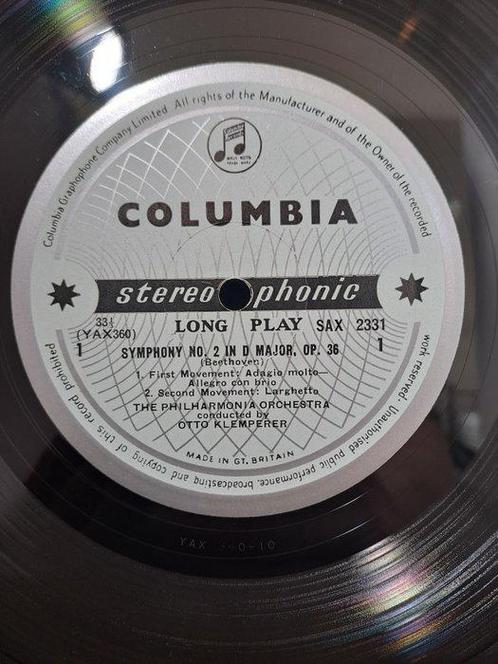 Columbia Graphophone Company Limited. All rights of the Manufacturer and of the Owner of the recorded work reserved. Unauthorised public performance, broadcasting and copying of this record prohibited
COLUMBIA
stereophonic
33⅓ LONG PLAY SAX 2331
(YAX360)
1 1
SYMPHONY NO. 2 IN D MAJOR, OP. 36
(Beethoven)
1. First Movement: Adagio molto—
Allegro con brio
2. Second Movement: Larghetto
THE PHILHARMONIA ORCHESTRA
conducted by
OTTO KLEMPERER
MADE IN GT. BRITAIN
YAX